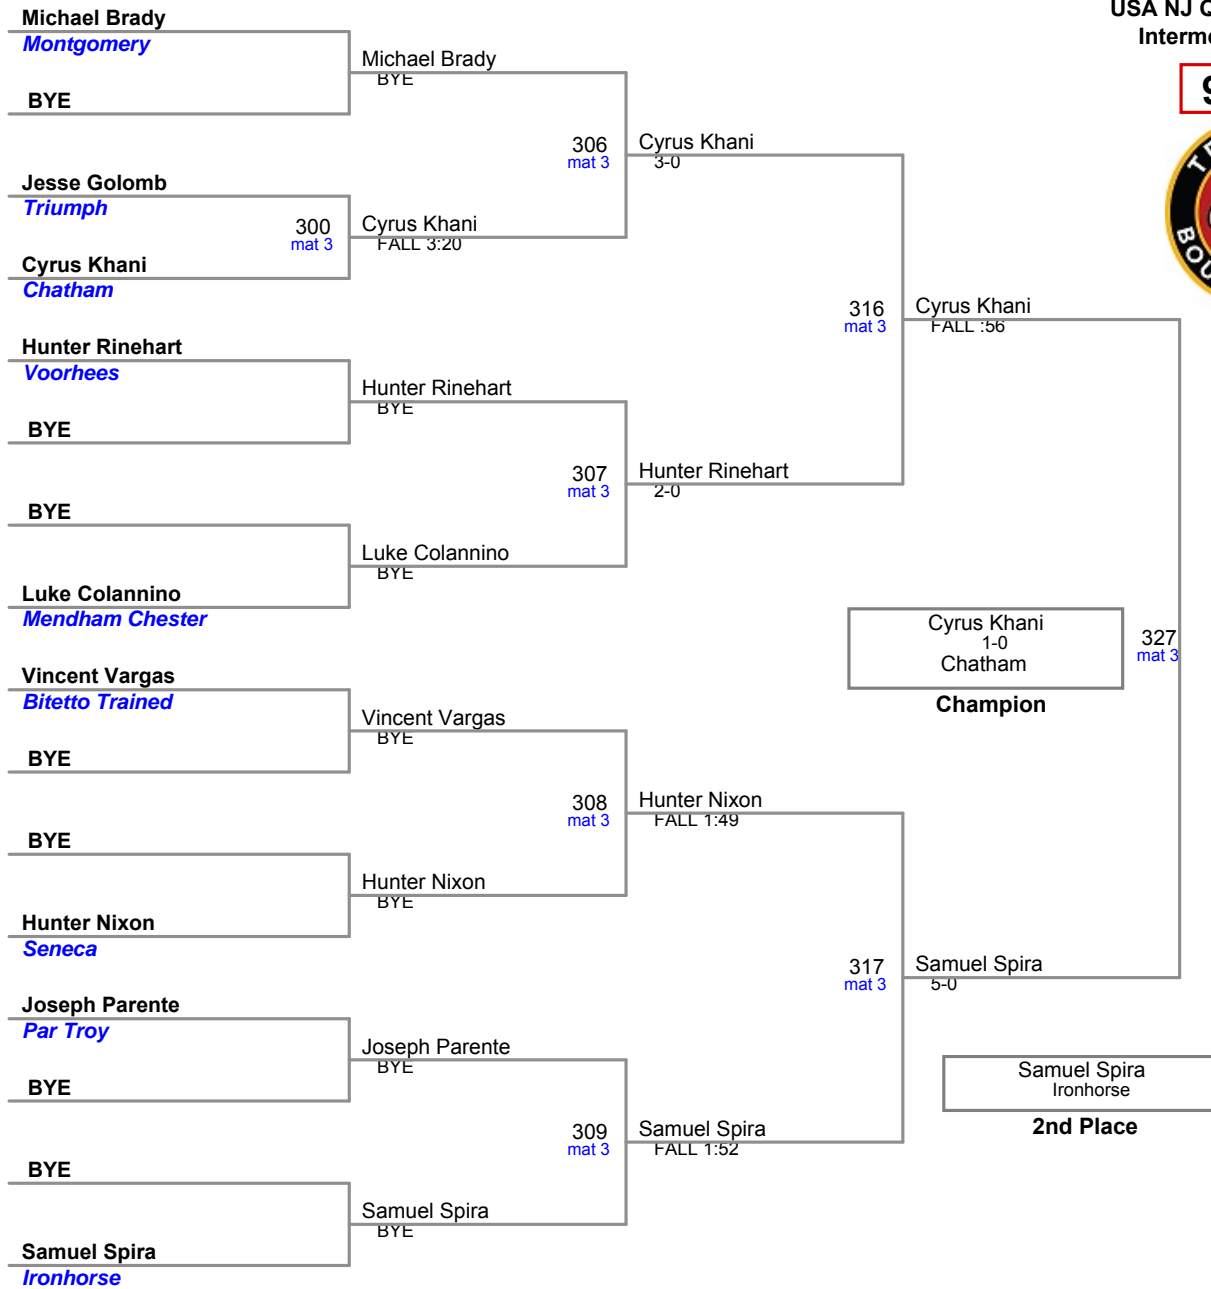 Michael Brady
Montgomery
BYE
Jesse Golomb
Triumph
Cyrus Khani
Chatham
Hunter Rinehart
Voorhees
BYE
BYE
Luke Colannino
Mendham Chester
Vincent Vargas
Bitetto Trained
BYE
BYE
Hunter Nixon
Seneca
Joseph Parente
Par Troy
BYE
BYE
Samuel Spira
Ironhorse
Michael Brady
BYE
300
mat 3
Cyrus Khani
FALL 3:20
Hunter Rinehart
BYE
Luke Colannino
BYE
Vincent Vargas
BYE
Hunter Nixon
BYE
Joseph Parente
BYE
Samuel Spira
BYE
306
mat 3
Cyrus Khani
3-0
307
mat 3
Hunter Rinehart
2-0
308
mat 3
Hunter Nixon
FALL 1:49
309
mat 3
Samuel Spira
FALL 1:52
316
mat 3
Cyrus Khani
FALL :56
317
mat 3
Samuel Spira
5-0
327
mat 3
Cyrus Khani
1-0
Chatham
Champion
Samuel Spira
Ironhorse
2nd Place
USA NJ